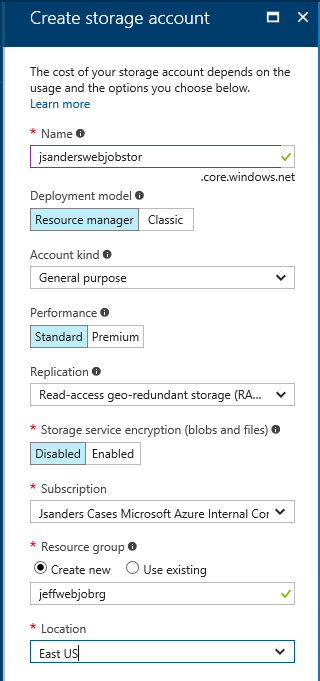 Create storage account
The cost of your storage account depends on the
usage and the options you choose below.
Learn more
* Name
jsanderswebjobstor
.core.windows.net
Deployment model
Resource manager Classic
Account kind
General purpose
Performance
Standard Premium
Replication
Read-access geo-redundant storage (RA...
* Storage service encryption (blobs and files)
Disabled Enabled
* Subscription
Jsanders Cases Microsoft Azure Internal Cor
* Resource group
Create new Use existing
jeffwebjobrg
* Location
East US